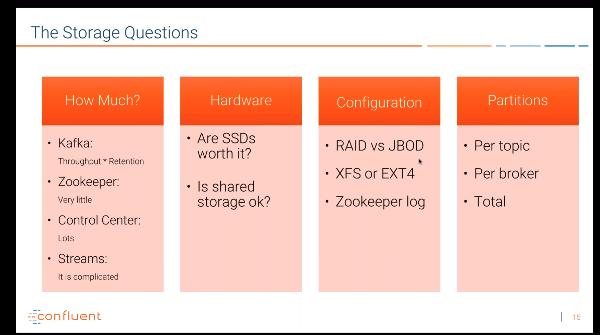 The Storage Questions
How Much?
• Kafka:
Throughout * Retention
• Zookeeper:
Very little
• Control Center:
Lots
• Streams:
It is complicated
Hardware
• Are SSDs
worth it?
• Is shared
storage ok?
Configuration
• RAID vs JBOD
• XFS or EXT4
• Zookeeper log
Partitions
• Per topic
• Per broker
• Total
confluent
15